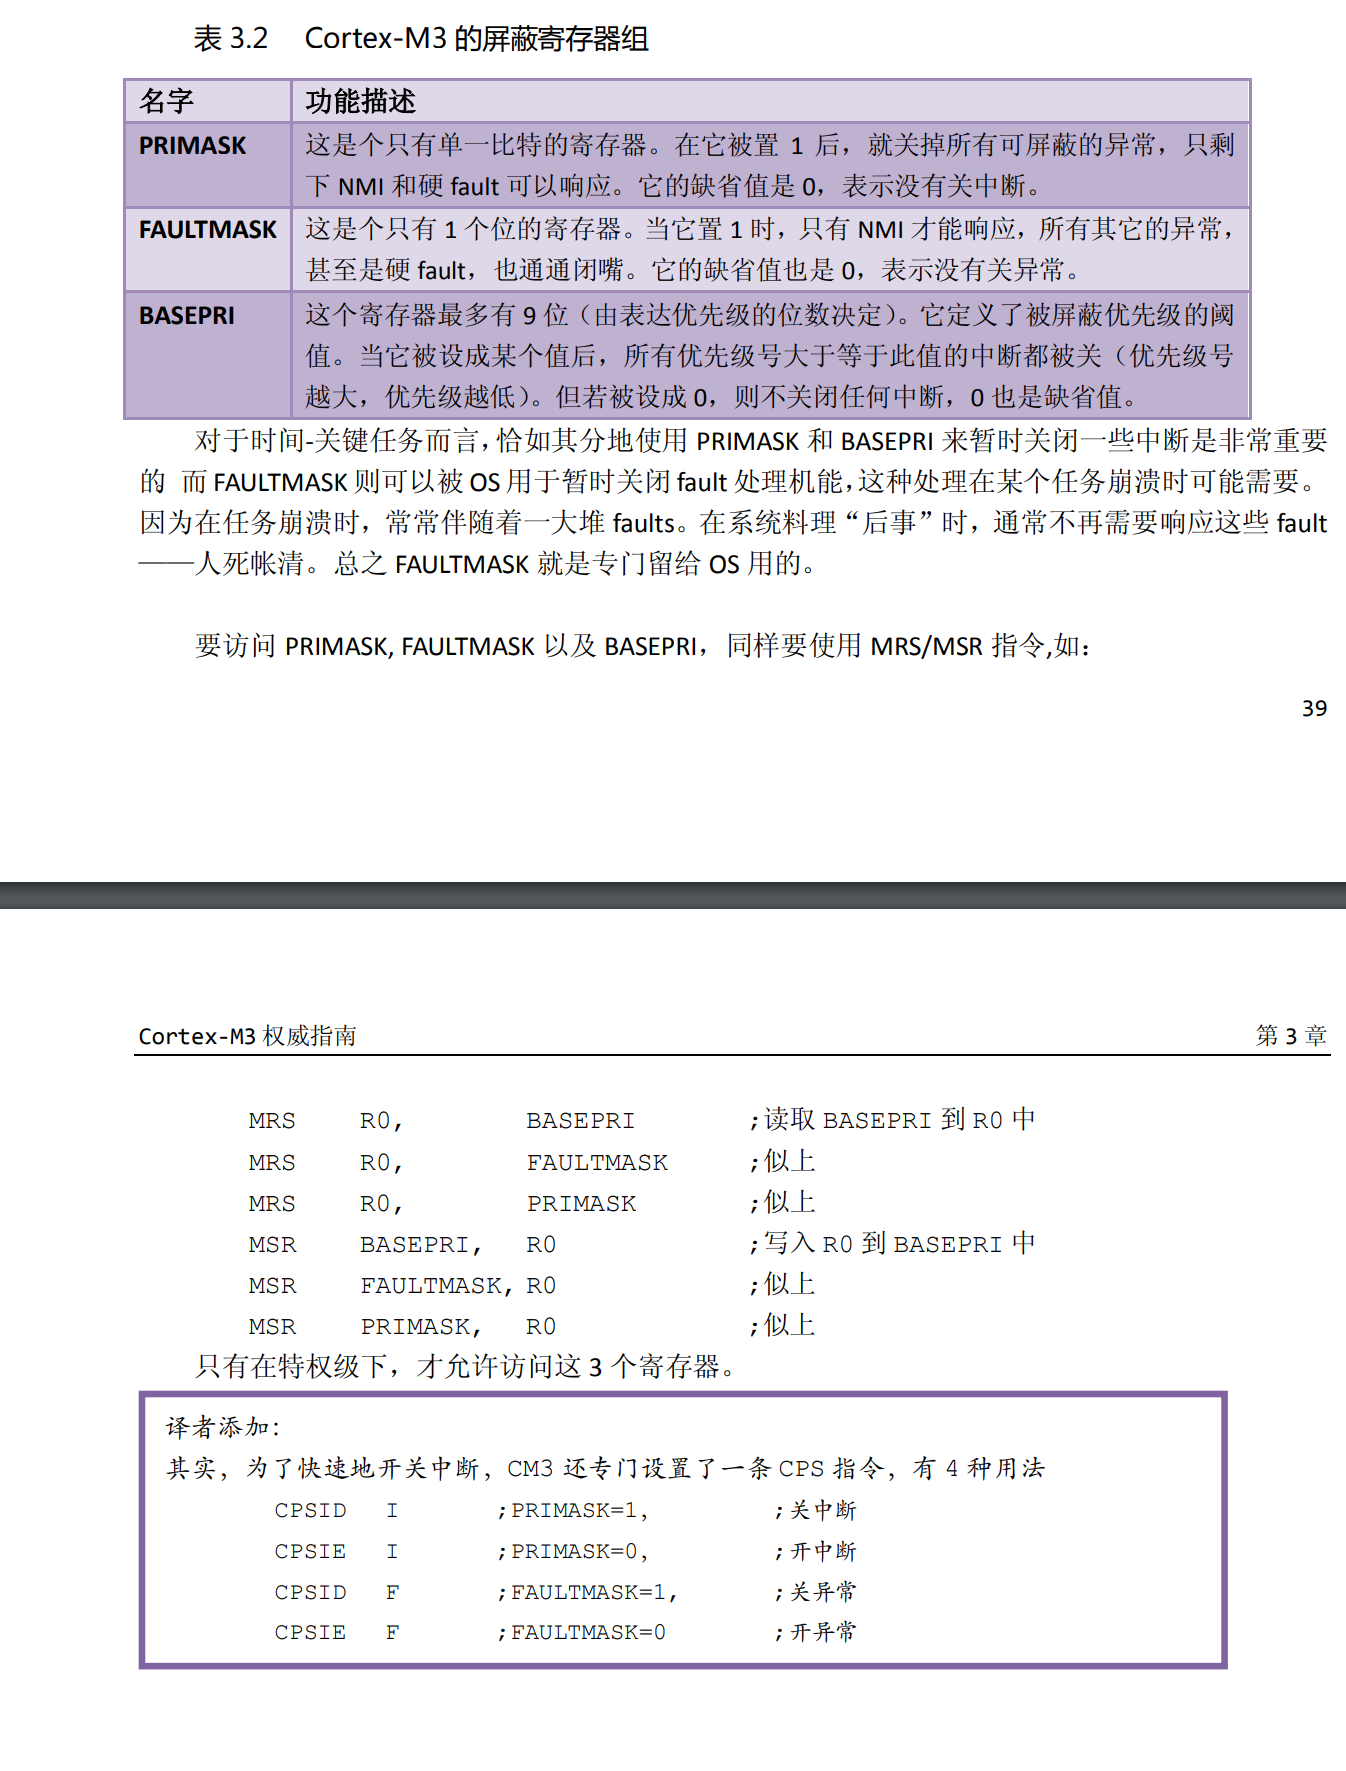 表 3.2 Cortex-M3 的屏蔽寄存器组
名字 功能描述
PRIMASK 这是个只有单一比特的寄存器。在它被置 1 后，就关掉所有可屏蔽的异常，只剩
下 NMI 和硬 fault 可以响应。它的缺省值是 0，表示没有关中断。
FAULTMASK 这是个只有 1 个位的寄存器。当它置 1 时，只有 NMI 才能响应，所有其它的异常，
甚至是硬 fault，也通通闭嘴。它的缺省值也是 0，表示没有关异常。
BASEPRI 这个寄存器最多有 9 位（由表达优先级的位数决定）。它定义了被屏蔽优先级的阈
值。当它被设成某个值后，所有优先级号大于等于此值的中断都被关（优先级号
越大，优先级越低）。但若被设成 0，则不关闭任何中断，0 也是缺省值。
对于时间-关键任务而言，恰如其分地使用 PRIMASK 和 BASEPRI 来暂时关闭一些中断是非常重要
的 而 FAULTMASK 则可以被 OS 用于暂时关闭 fault 处理机能，这种处理在某个任务崩溃时可能需要。
因为在任务崩溃时，常常伴随着一大堆 faults。在系统料理“后事”时，通常不再需要响应这些 fault
——人死帐清。总之 FAULTMASK 就是专门留给 OS 用的。
要访问 PRIMASK, FAULTMASK 以及 BASEPRI，同样要使用 MRS/MSR 指令,如：
39
Cortex-M3 权威指南 第 3 章
MRS R0, BASEPRI ;读取 BASEPRI 到 R0 中
MRS R0, FAULTMASK ;似上
MRS R0, PRIMASK ;似上
MSR BASEPRI, R0 ;写入 R0 到 BASEPRI 中
MSR FAULTMASK, R0 ;似上
MSR PRIMASK, R0 ;似上
只有在特权级下，才允许访问这 3 个寄存器。
译者添加：
其实，为了快速地开关中断，CM3 还专门设置了一条 CPS 指令，有 4 种用法
CPSID I ;PRIMASK=1, ;关中断
CPSIE I ;PRIMASK=0, ;开中断
CPSID F ;FAULTMASK=1, ;关异常
CPSIE F ;FAULTMASK=0 ;开异常